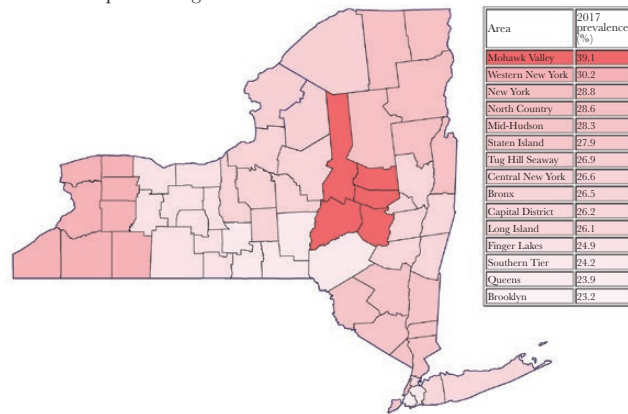 Area
2017
prevalence
(%)
Mohawk Valley 39.1
Western New York 30.2
New York 28.8
North Country 28.6
Mid-Hudson 28.3
Staten Island 27.9
Tug Hill Seaway 26.9
Central New York 26.6
Bronx 26.5
Capital District 26.2
Long Island 26.1
Finger Lakes 24.9
Southern Tier 24.2
Queens 23.9
Brooklyn 23.2